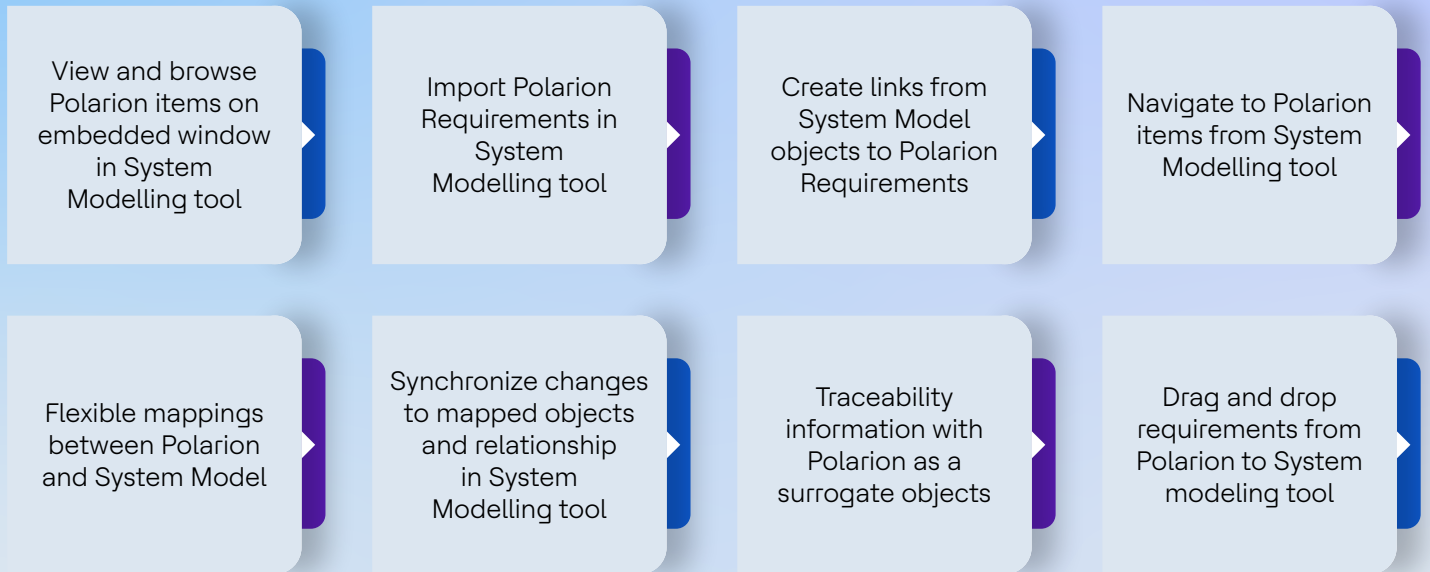 View and browse
Polarion items on
embedded window
in System
Modelling tool
Import Polarion
Requirements in
System
Modelling tool
Create links from
System Model
objects to Polarion
Requirements
Navigate to Polarion
items from System
Modelling tool
Flexible mappings
between Polarion
and System Model
Synchronize changes
to mapped objects
and relationship
in System
Modelling tool
Traceability
information with
Polarion as a
surrogate objects
Drag and drop
requirements from
Polarion to System
modeling tool